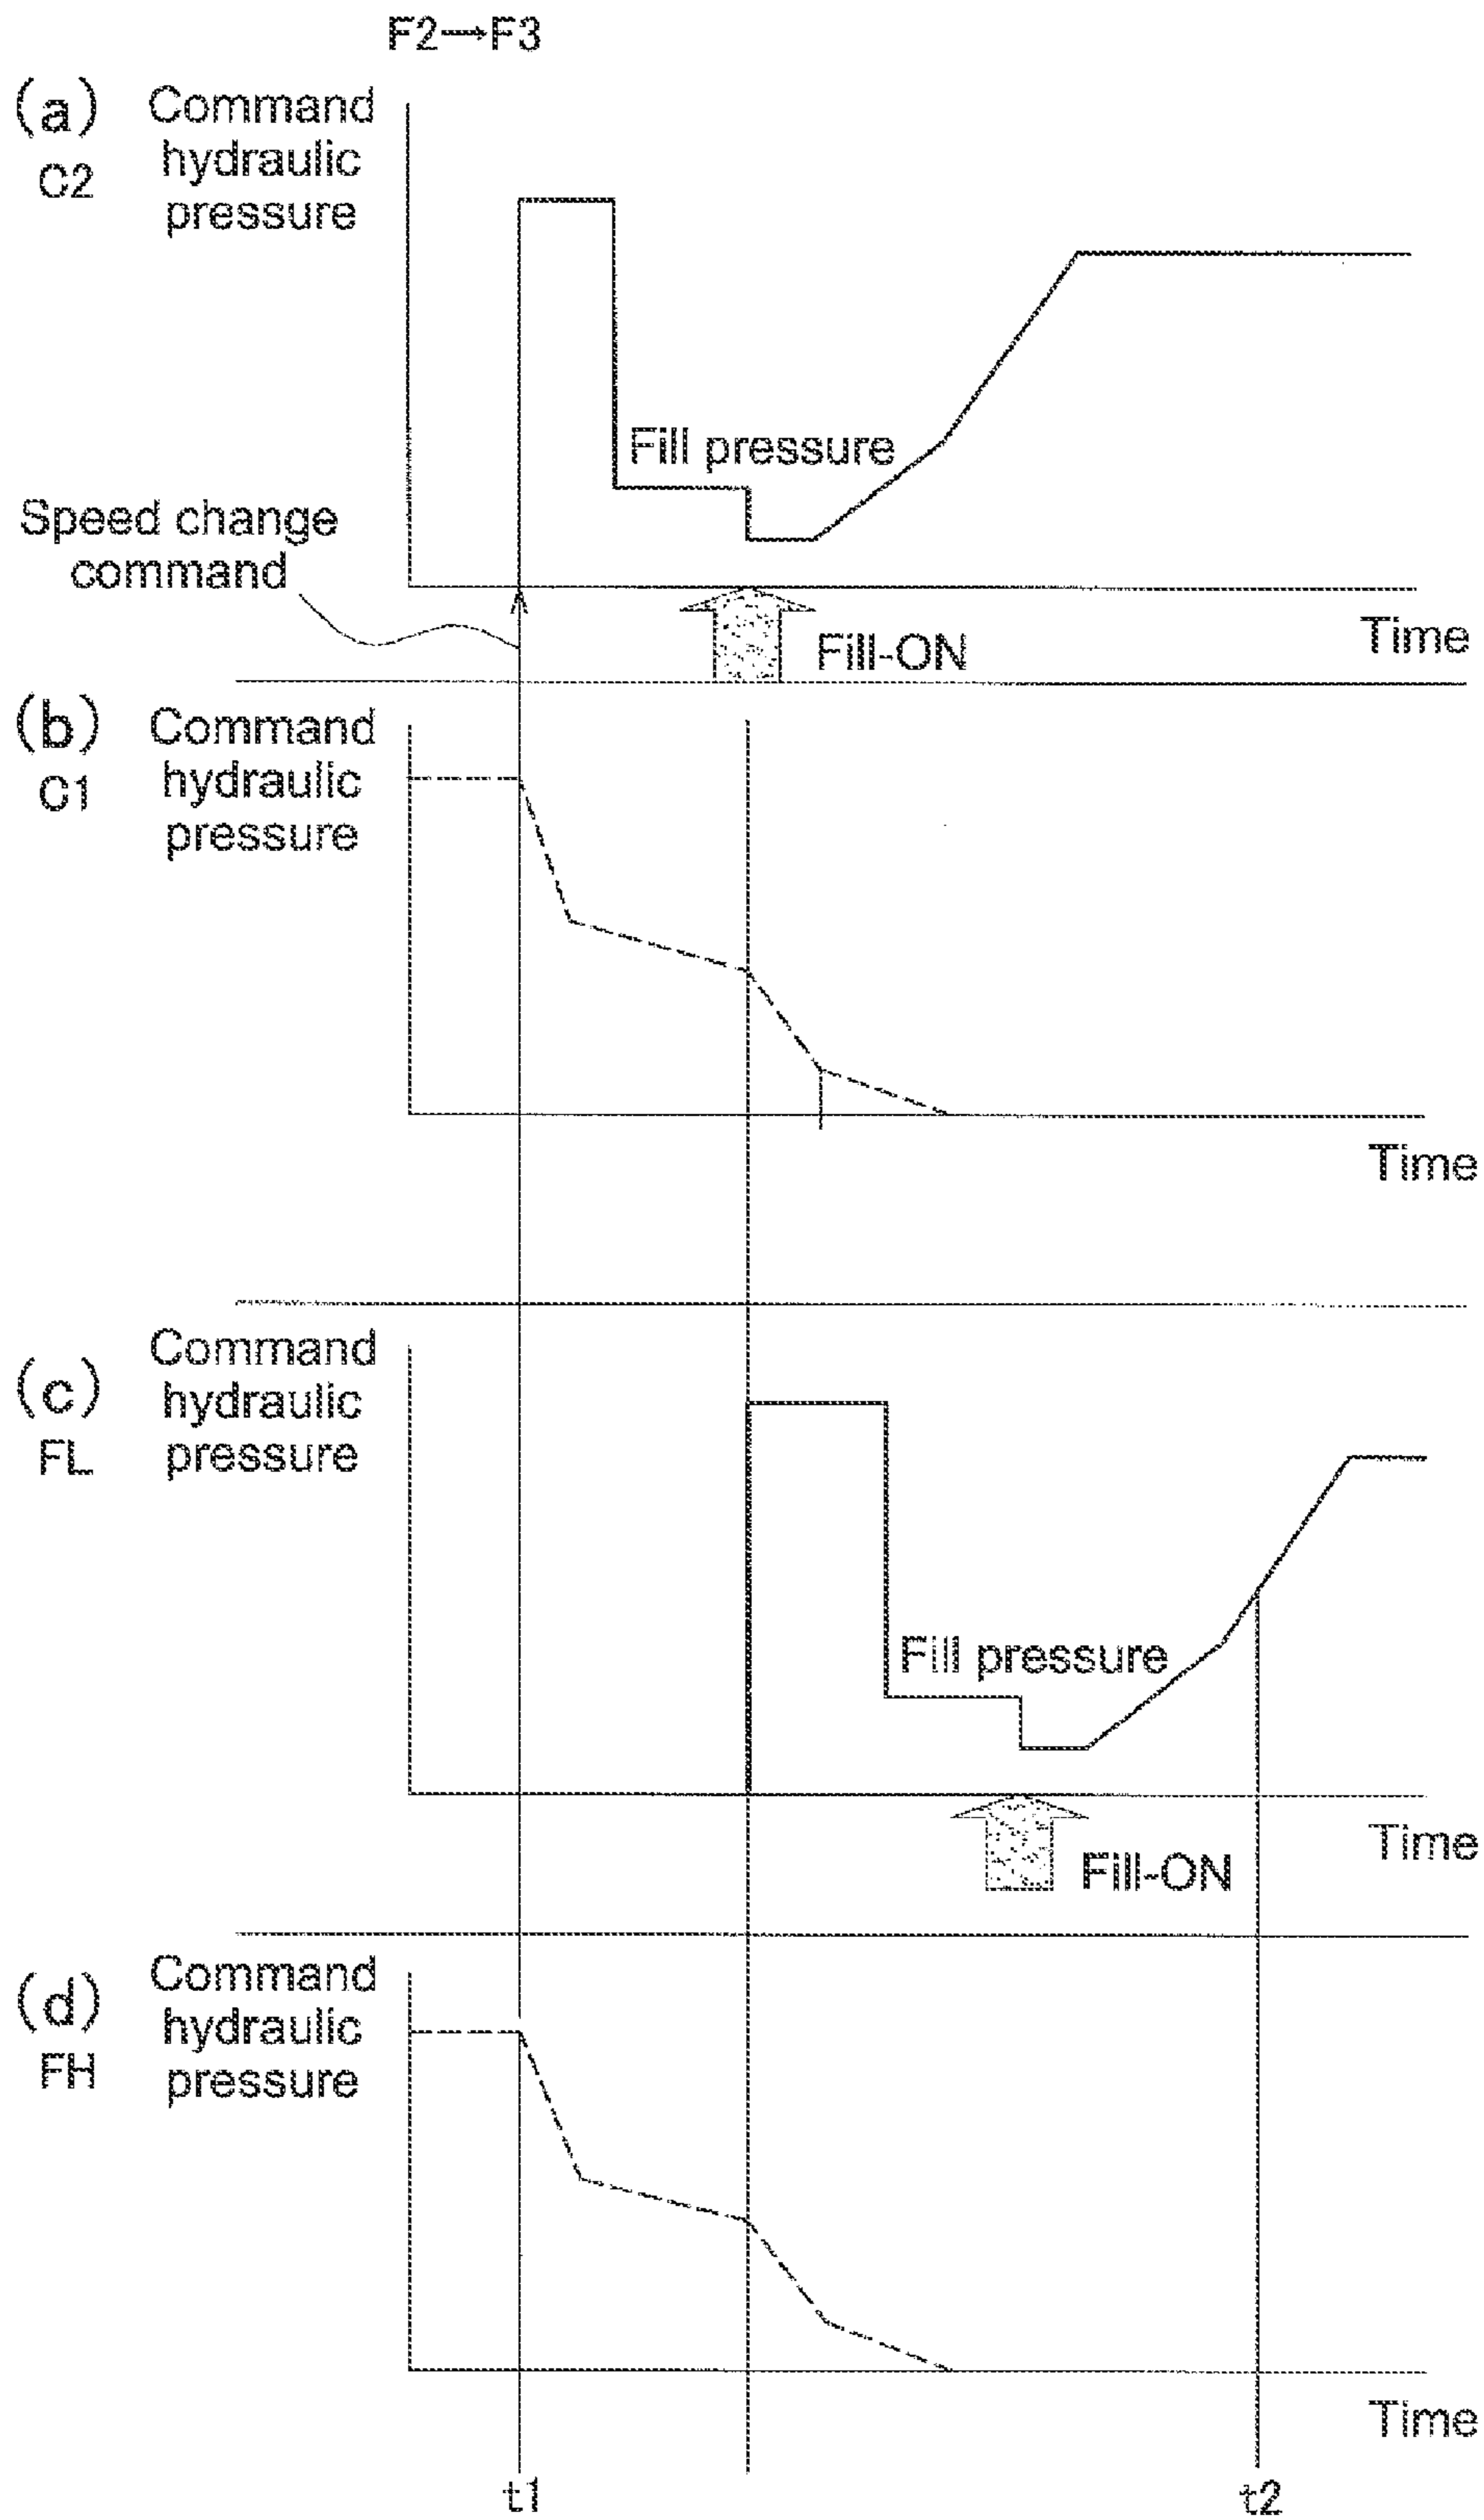 F2→F3
(a)
C2
Command
hydraulic
pressure
Fill pressure
Speed change
command
Fill-ON
Time
(b)
C1
Command
hydraulic
pressure
Time
(c)
FL
Command
hydraulic
pressure
Fill pressure
Time
Fill-ON
(d)
FH
Command
hydraulic
pressure
Time
t1
t2